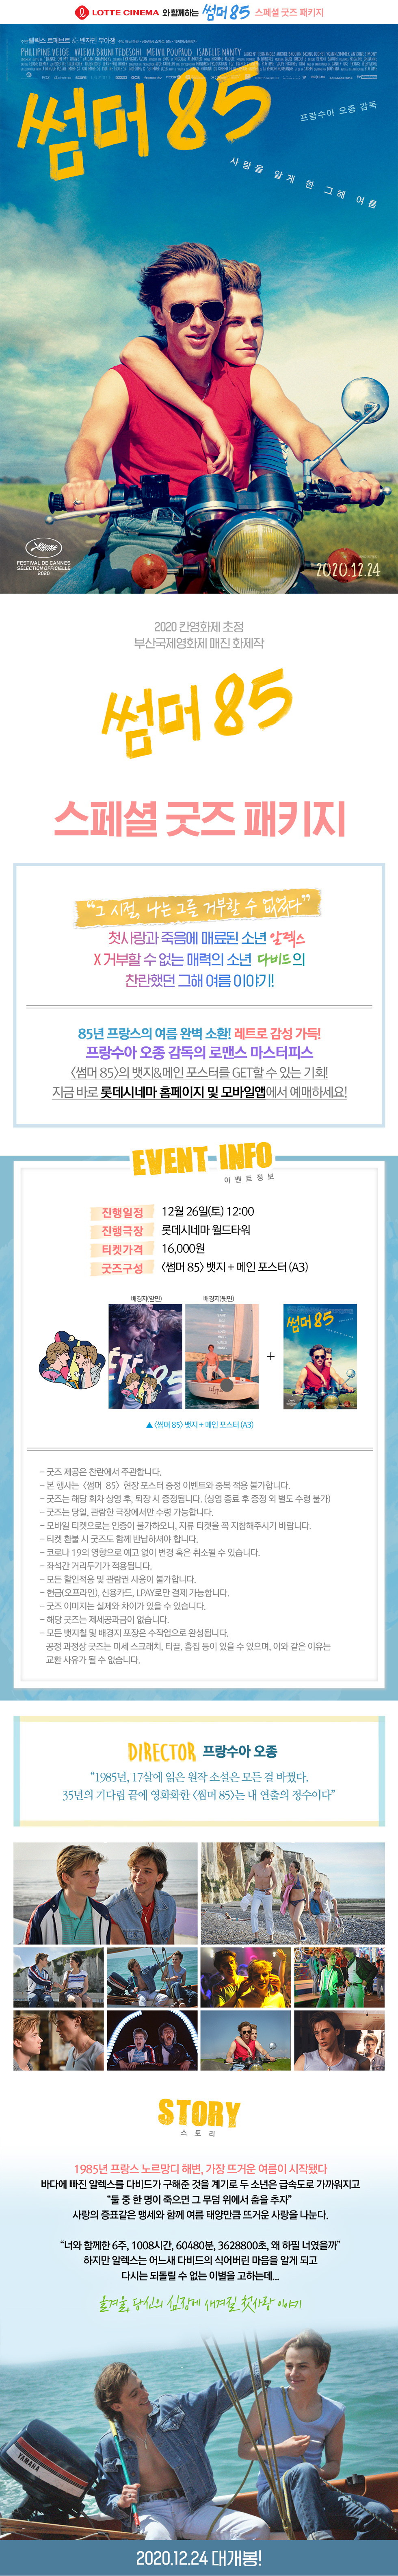 LOTTE CINEMA 와 함께하는 썸머 85 스페셜 굿즈 패키지
주연 펠릭스 르페브르 & 벤자민 부아쟁
PHILIPPINE VELGE VALERIA BRUNI TEDESCHI MELVIL POUPAUD ISABELLE NANTY
썸머 85
프랑수아 오종 감독
사랑을 알게 한 그해 여름
FESTIVAL DE CANNES
SÉLECTION OFFICIELLE
2020
2020.12.24
2020 칸영화제 초청
부산국제영화제 매진 화제작
썸머 85
스페셜 굿즈 패키지
“그 시절, 나는 그를 거부할 수 없었다”
첫사랑과 죽음에 매료된 소년 알렉스
X 거부할 수 없는 매력의 소년 다비드의
찬란했던 그해 여름 이야기!
85년 프랑스의 여름 완벽 소환! 레트로 감성 가득!
프랑수아 오종 감독의 로맨스 마스터피스
<썸머 85>의 뱃지&메인 포스터를 GET할 수 있는 기회!
지금 바로 롯데시네마 홈페이지 및 모바일앱에서 예매하세요!
EVENT INFO
이벤트정보
진행일정 12월 26일(토) 12:00
진행극장 롯데시네마 월드타워
티켓가격 16,000원
굿즈구성 <썸머 85> 뱃지 + 메인 포스터 (A3)
배경지(앞면) 배경지(뒷면)
+
썸머 85
▲ <썸머 85> 뱃지 + 메인 포스터 (A3)
- 굿즈 제공은 찬란에서 주관합니다.
- 본 행사는 <썸머 85> 현장 포스터 증정 이벤트와 중복 적용 불가합니다.
- 굿즈는 해당 회차 상영 후, 퇴장 시 증정됩니다. (상영 종료 후 증정 외 별도 수령 불가)
- 굿즈는 당일, 관람한 극장에서만 수령 가능합니다.
- 모바일 티켓으로는 인증이 불가하오니, 지류 티켓을 꼭 지참해주시기 바랍니다.
- 티켓 환불 시 굿즈도 함께 반납하셔야 합니다.
- 코로나 19의 영향으로 예고 없이 변경 혹은 취소될 수 있습니다.
- 좌석간 거리두기가 적용됩니다.
- 모든 할인적용 및 관람권 사용이 불가합니다.
- 현금(오프라인), 신용카드, LPAY로만 결제 가능합니다.
- 굿즈 이미지는 실제와 차이가 있을 수 있습니다.
- 해당 굿즈는 제세공과금이 없습니다.
- 모든 뱃지칠 및 배경지 포장은 수작업으로 완성됩니다.
공정 과정상 굿즈는 미세 스크래치, 티끌, 흠집 등이 있을 수 있으며, 이와 같은 이유는
교환 사유가 될 수 없습니다.
DIRECTOR 프랑수아 오종
“1985년, 17살에 읽은 원작 소설은 모든 걸 바꿨다.
35년의 기다림 끝에 영화화한 <썸머 85>는 내 연출의 정수이다”
STORY
스토리
1985년 프랑스 노르망디 해변, 가장 뜨거운 여름이 시작됐다
바다에 빠진 알렉스를 다비드가 구해준 것을 계기로 두 소년은 급속도로 가까워지고
“둘 중 한 명이 죽으면 그 무덤 위에서 춤을 추자”
사랑의 증표같은 맹세와 함께 여름 태양만큼 뜨거운 사랑을 나눈다.
“너와 함께한 6주, 1008시간, 60480분, 3628800초, 왜 하필 너였을까”
하지만 알렉스는 어느새 다비드의 식어버린 마음을 알게 되고
다시는 되돌릴 수 없는 이별을 고하는데...
올겨울, 당신의 심장에 새겨질 첫사랑 이야기
YAMAHA
2020.12.24 대개봉!